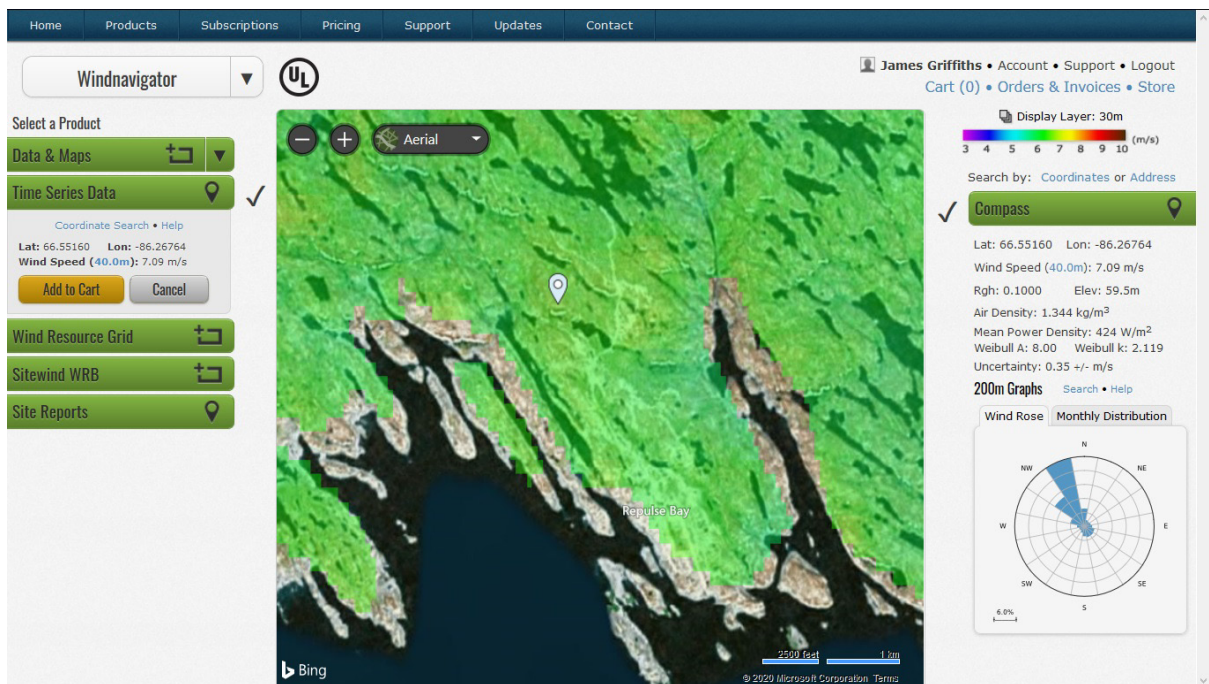 Home Products Subscriptions Pricing Support Updates Contact
Windnavigator ▼
UL
James Griffiths • Account • Support • Logout
Cart (0) • Orders & Invoices • Store
Select a Product
Data & Maps
Time Series Data
Coordinate Search • Help
Lat: 66.55160 Lon: -86.26764
Wind Speed (40.0m): 7.09 m/s
Add to Cart Cancel
Wind Resource Grid
Sitewind WRB
Site Reports
Aerial
Repulse Bay
Bing
2500 feet 1 km
© 2020 Microsoft Corporation Terms
Display Layer: 30m
3 4 5 6 7 8 9 10 (m/s)
Search by: Coordinates or Address
Compass
Lat: 66.55160 Lon: -86.26764
Wind Speed (40.0m): 7.09 m/s
Rgh: 0.1000 Elev: 59.5m
Air Density: 1.344 kg/m³
Mean Power Density: 424 W/m²
Weibull A: 8.00 Weibull k: 2.119
Uncertainty: 0.35 +/- m/s
200m Graphs Search • Help
Wind Rose Monthly Distribution
N
NW NE
W E
SW SE
S
6.0%